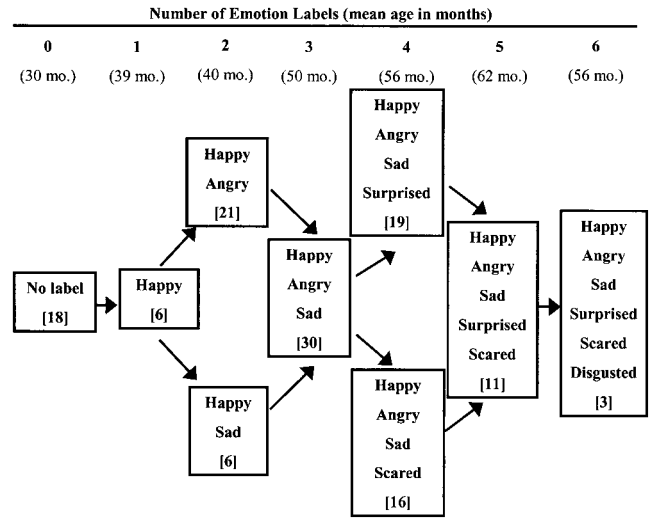 Number of Emotion Labels (mean age in months)
0 1 2 3 4 5 6
(30 mo.) (39 mo.) (40 mo.) (50 mo.) (56 mo.) (62 mo.) (56 mo.)
No label
[18]
Happy
[6]
Happy
Angry
[21]
Happy
Sad
[6]
Happy
Angry
Sad
[30]
Happy
Angry
Sad
Surprised
[19]
Happy
Angry
Sad
Scared
[16]
Happy
Angry
Sad
Surprised
Scared
[11]
Happy
Angry
Sad
Surprised
Scared
Disgusted
[3]